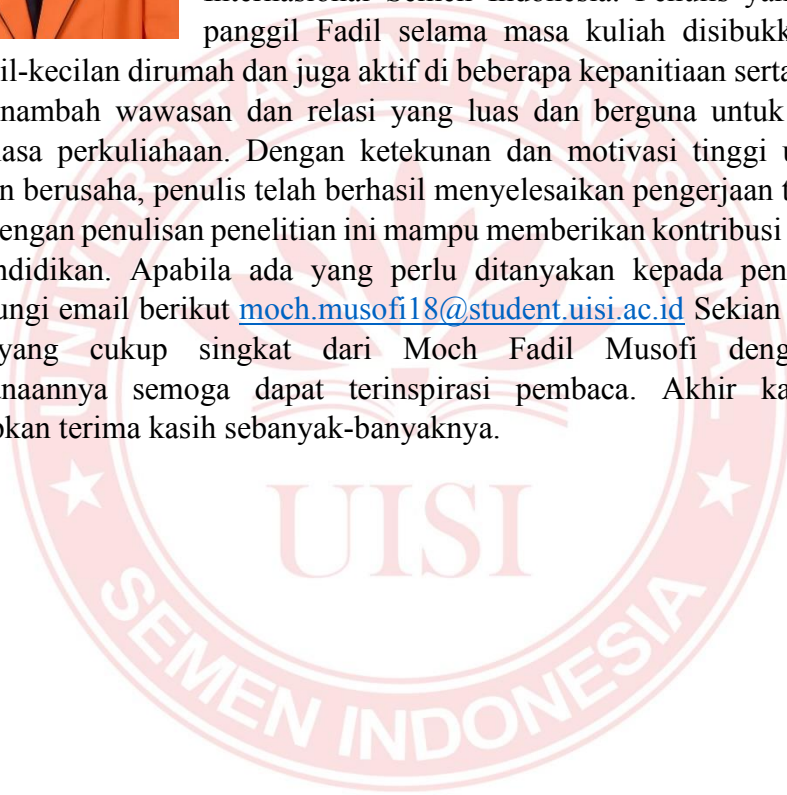 Internasional Semen Indonesia. Penulis yan
panggil Fadil selama masa kuliah disibukk
il-kecilan dirumah dan juga aktif di beberapa kepanitiaan serta
nambah wawasan dan relasi yang luas dan berguna untuk
asa perkuliahaan. Dengan ketekunan dan motivasi tinggi u
n berusaha, penulis telah berhasil menyelesaikan pengerjaan t
engan penulisan penelitian ini mampu memberikan kontribusi
ndidikan. Apabila ada yang perlu ditanyakan kepada pen
ungi email berikut moch.musofi18@student.uisi.ac.id Sekian
yang cukup singkat dari Moch Fadil Musofi deng
naannya semoga dapat terinspirasi pembaca. Akhir ka
pkan terima kasih sebanyak-banyaknya.
UNIVERSITAS INTERNASIONAL
UISI
SEMEN INDONESIA